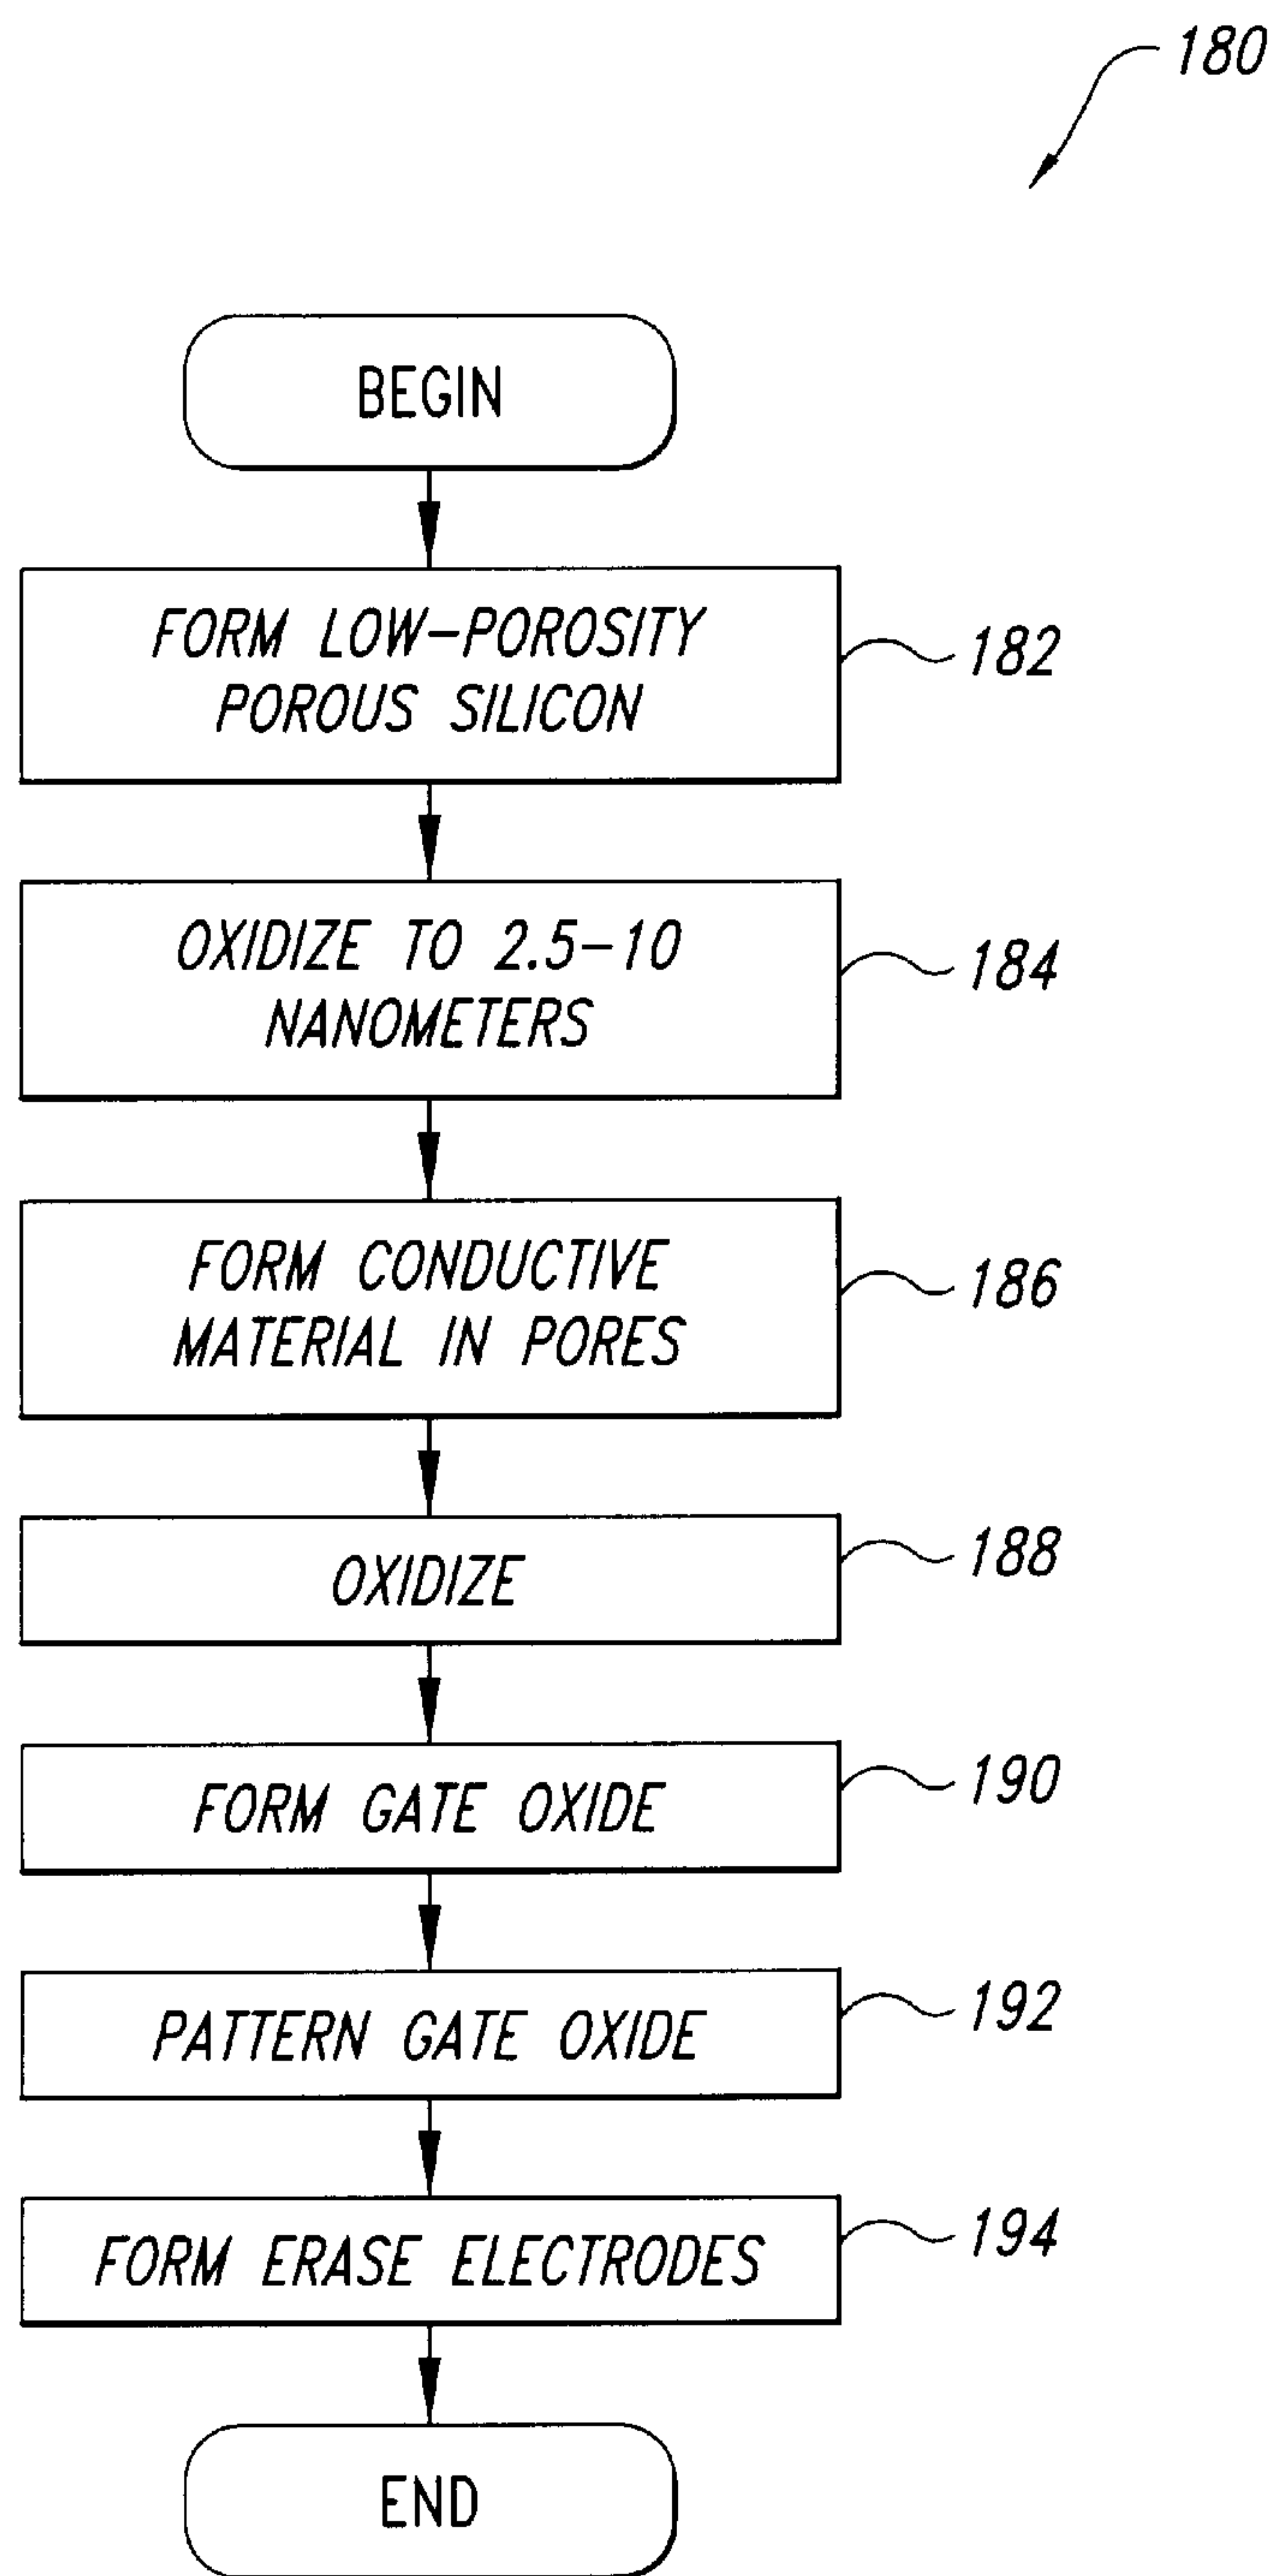 180
BEGIN
FORM LOW-POROSITY
POROUS SILICON
182
OXIDIZE TO 2.5-10
NANOMETERS
184
FORM CONDUCTIVE
MATERIAL IN PORES
186
OXIDIZE
188
FORM GATE OXIDE
190
PATTERN GATE OXIDE
192
FORM ERASE ELECTRODES
194
END